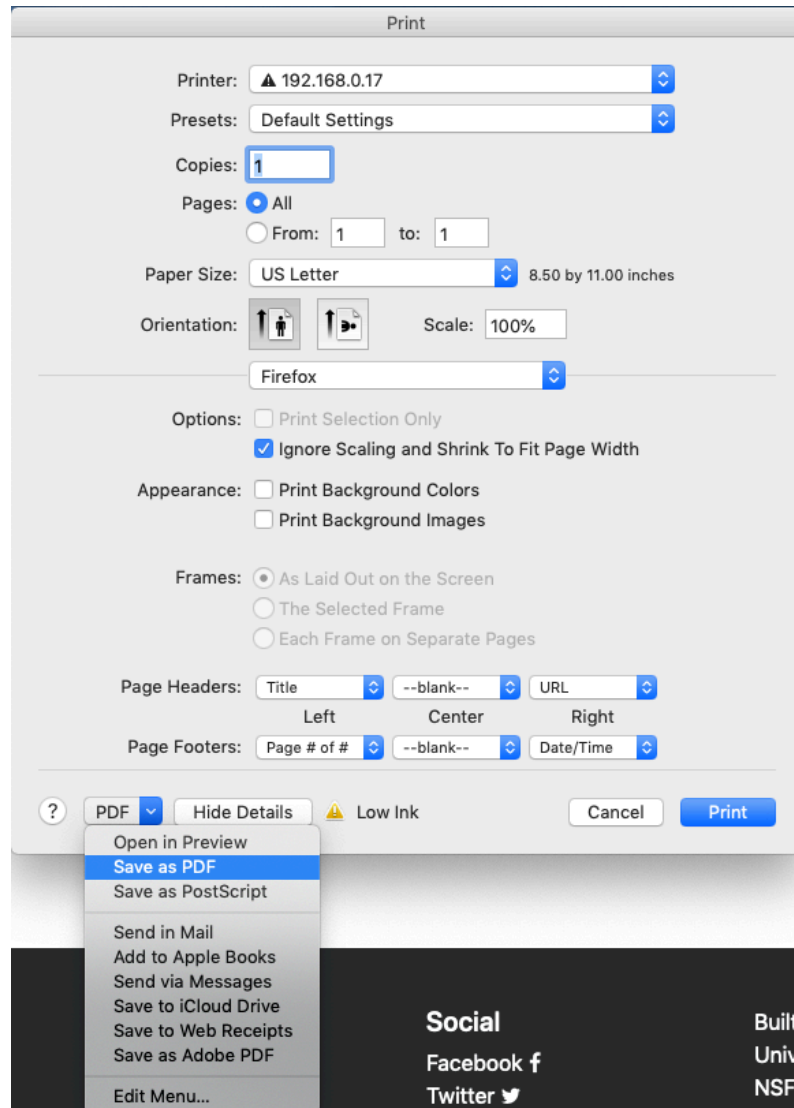 Print
Printer: 192.168.0.17
Presets: Default Settings
Copies: 1
Pages: All
From: 1 to: 1
Paper Size: US Letter 8.50 by 11.00 inches
Orientation: Scale: 100%
Firefox
Options: Print Selection Only
Ignore Scaling and Shrink To Fit Page Width
Appearance: Print Background Colors
Print Background Images
Frames: As Laid Out on the Screen
The Selected Frame
Each Frame on Separate Pages
Page Headers: Title --blank-- URL
Left Center Right
Page Footers: Page # of # --blank-- Date/Time
? PDF Hide Details Low Ink Cancel Print
Open in Preview
Save as PDF
Save as PostScript
Send in Mail
Add to Apple Books
Send via Messages
Save to iCloud Drive
Save to Web Receipts
Save as Adobe PDF
Edit Menu...
Social Built
Facebook Univ
Twitter NSF